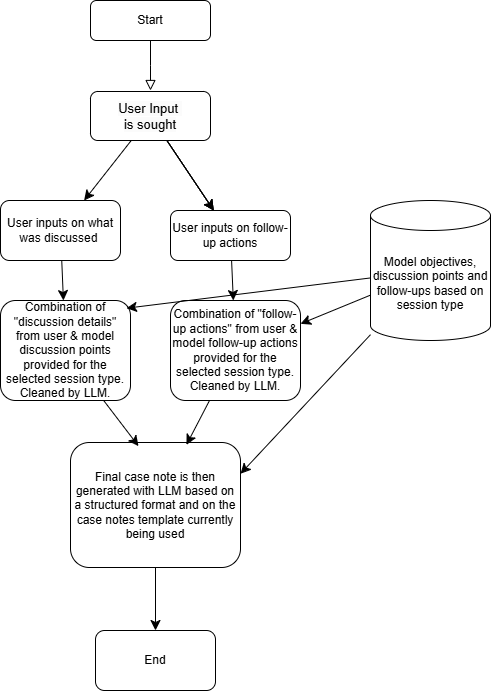 Start
User Input
is sought
User inputs on what
was discussed
User inputs on follow-
up actions
Model objectives,
discussion points and
follow-ups based on
session type
Combination of
"discussion details"
from user & model
discussion points
provided for the
selected session type.
Cleaned by LLM.
Combination of "follow-
up actions" from user &
model follow-up actions
provided for the
selected session type.
Cleaned by LLM.
Final case note is then
generated with LLM based on
a structured format and on the
case notes template currently
being used
End